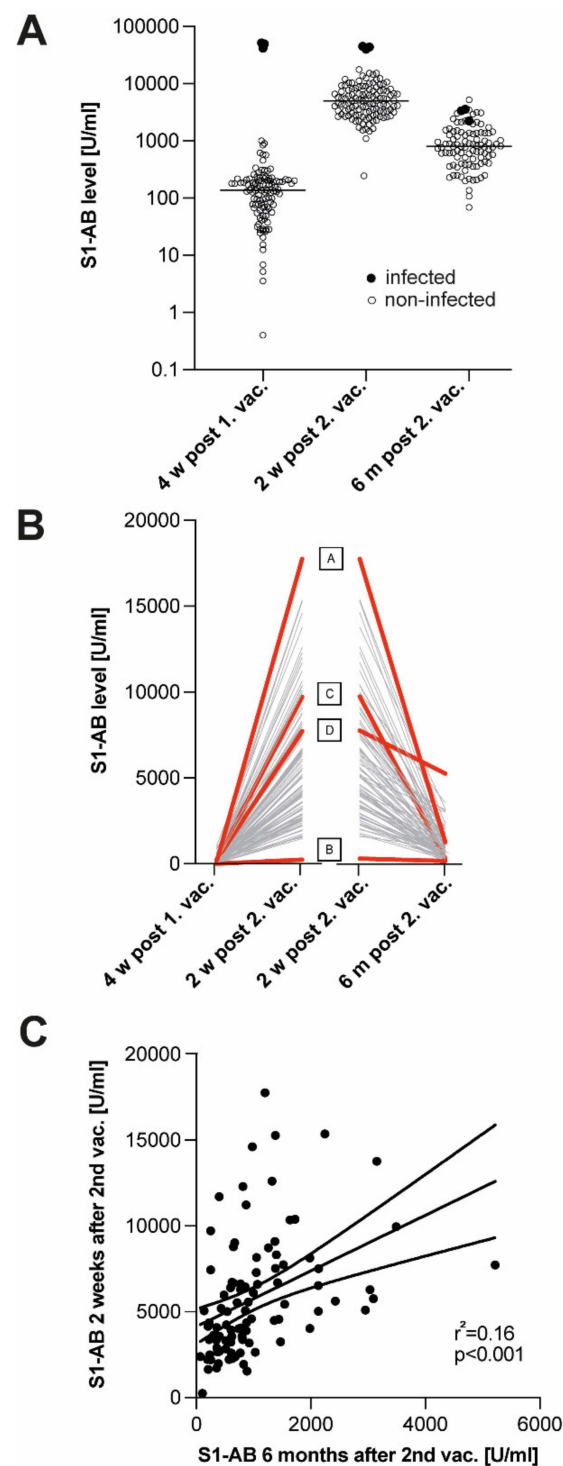 A
S1-AB level [U/ml]
100000
10000
1000
100
10
1
0.1
infected
non-infected
4 w post 1. vac.
2 w post 2. vac.
6 m post 2. vac.
B
S1-AB level [U/ml]
20000
15000
10000
5000
0
A
C
D
B
4 w post 1. vac.
2 w post 2. vac.
2 w post 2. vac.
6 m post 2. vac.
C
S1-AB 2 weeks after 2nd vac. [U/ml]
20000
15000
10000
5000
0
r²=0.16
p<0.001
0 2000 4000 6000
S1-AB 6 months after 2nd vac. [U/ml]